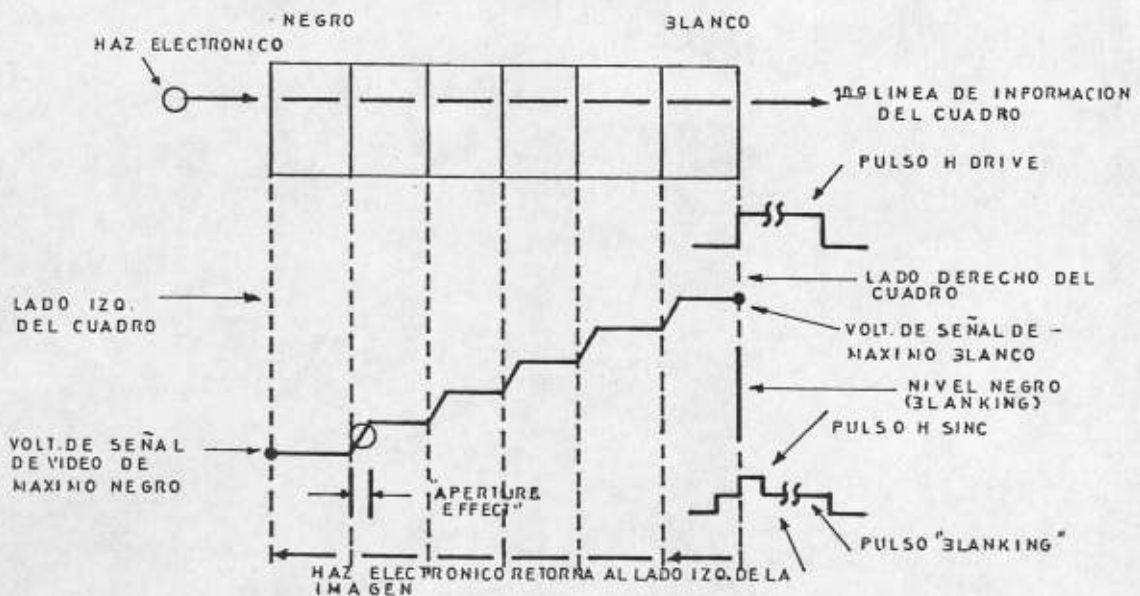 - NEGRO
BLANCO
HAZ ELECTRONICO
LINEA DE INFORMACION
DEL CUADRO
PULSO H DRIVE
LADO DERECHO DEL
CUADRO
LADO IZQ.
DEL CUADRO
VOLT. DE SEÑAL DE -
MAXIMO BLANCO
NIVEL NEGRO
(BLANKING)
PULSO H SINC
VOLT. DE SEÑAL
DE VIDEO DE
MAXIMO NEGRO
"APERTURE
EFFECT"
PULSO "BLANKING"
HAZ ELECTRONICO RETORNA AL LADO IZQ. DE LA
IMAGEN